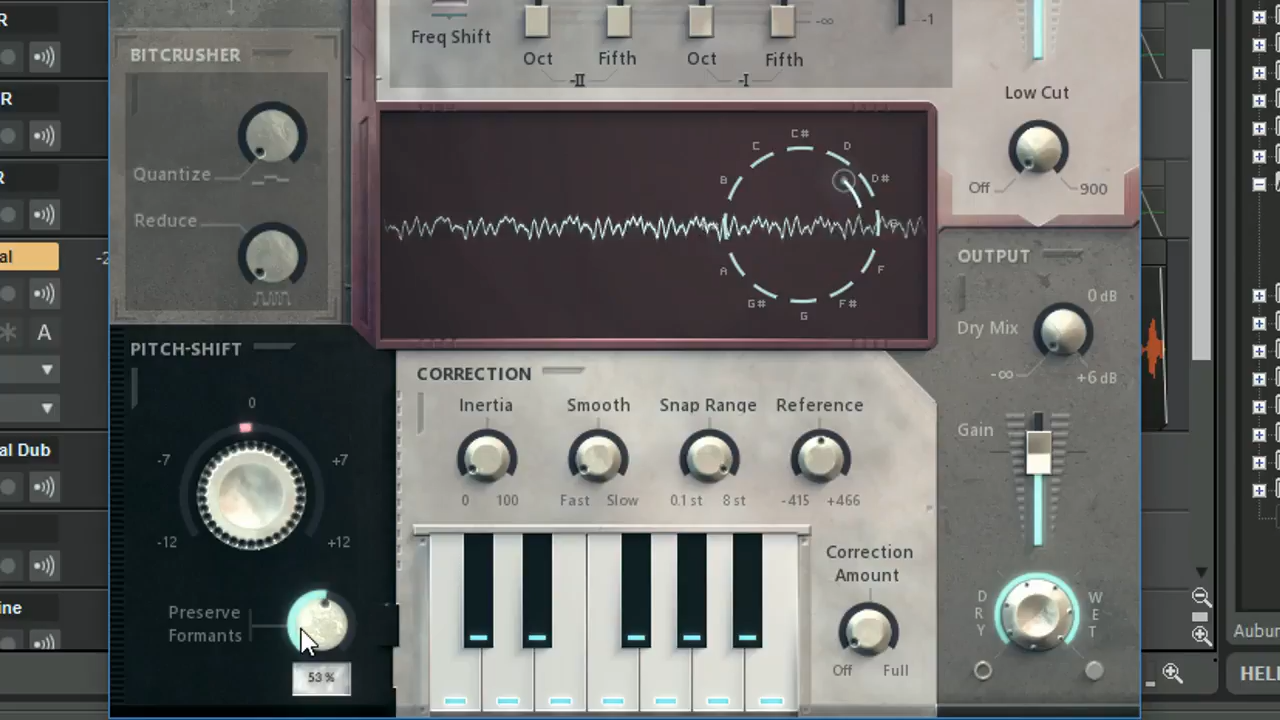 R
BITCRUSHER
Quantize
Reduce
Freq Shift
Oct
Fifth
Oct
Fifth
-II
-I
-∞
-1
Low Cut
Off
900
R
R
al
-2
A
al Dub
ine
C#
C
D
B
D#
E
A
F
G#
F#
G
OUTPUT
0 dB
Dry Mix
-∞
+6 dB
Gain
DRY
WET
PITCH-SHIFT
0
-7
+7
-12
+12
Preserve
Formants
53 %
CORRECTION
Inertia
Smooth
Snap Range
Reference
0
100
Fast
Slow
0.1 st
8 st
-415
+466
Correction
Amount
Off
Full
Aubur
HELL